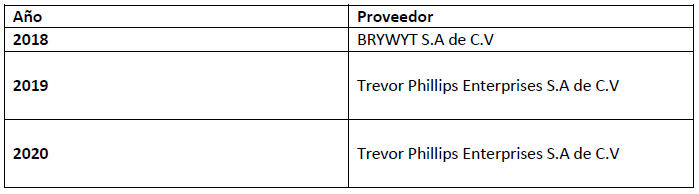 Año Proveedor
2018 BRYWYT S.A de C.V
2019 Trevor Phillips Enterprises S.A de C.V
2020 Trevor Phillips Enterprises S.A de C.V